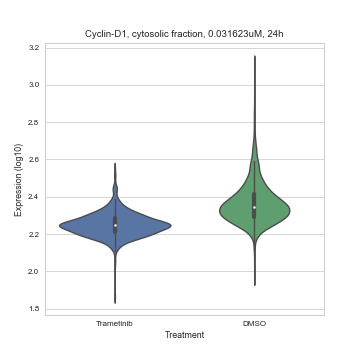 Cyclin-D1, cytosolic fraction, 0.031623uM, 24h
3.2
3.0
2.8
2.6
2.4
2.2
2.0
1.8
Expression (log10)
Trametinib DMSO
Treatment